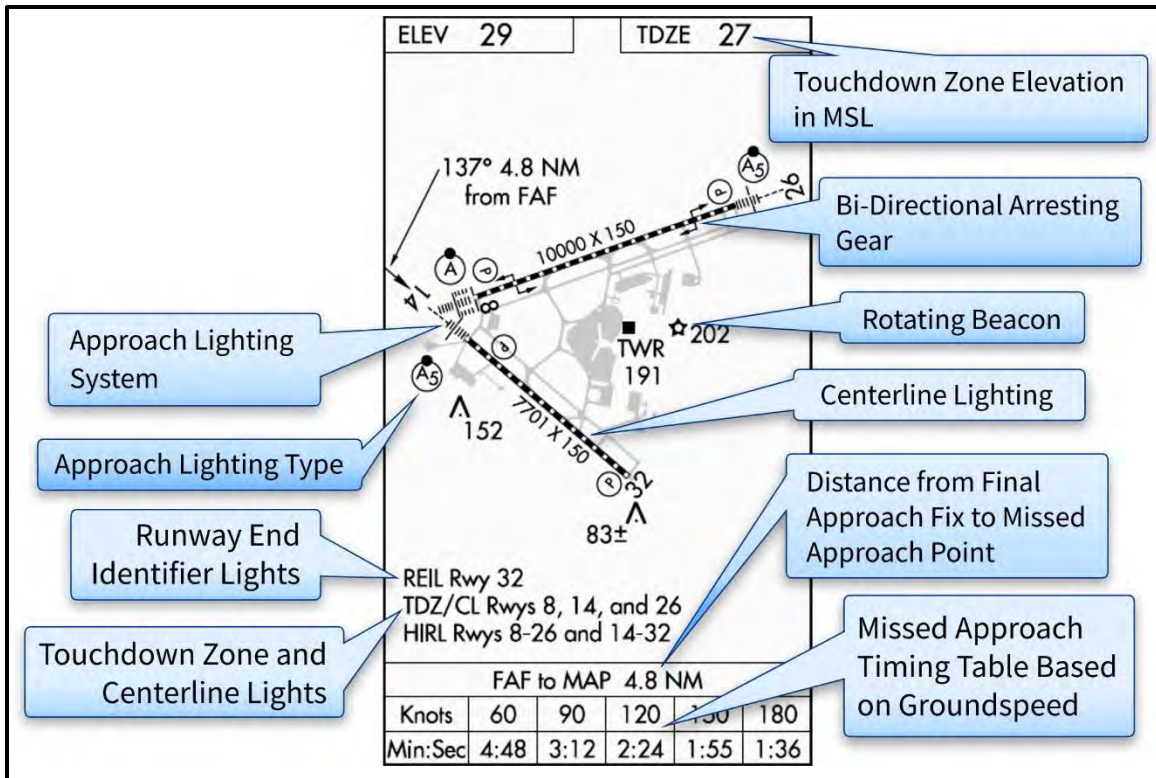 ELEV 29
TDZE 27
Touchdown Zone Elevation
in MSL
137° 4.8 NM
from FAF
A5
P
26
Bi-Directional Arresting
Gear
10000 X 150
A
P
8
14
Rotating Beacon
202
TWR
191
Approach Lighting
System
P
A5
Centerline Lighting
7701 X 150
152
Approach Lighting Type
P
32
83±
Distance from Final
Approach Fix to Missed
Approach Point
Runway End
Identifier Lights
REIL Rwy 32
TDZ/CL Rwys 8, 14, and 26
HIRL Rwys 8-26 and 14-32
Touchdown Zone and
Centerline Lights
Missed Approach
Timing Table Based
on Groundspeed
FAF to MAP 4.8 NM
Knots 60 90 120 150 180
Min:Sec 4:48 3:12 2:24 1:55 1:36